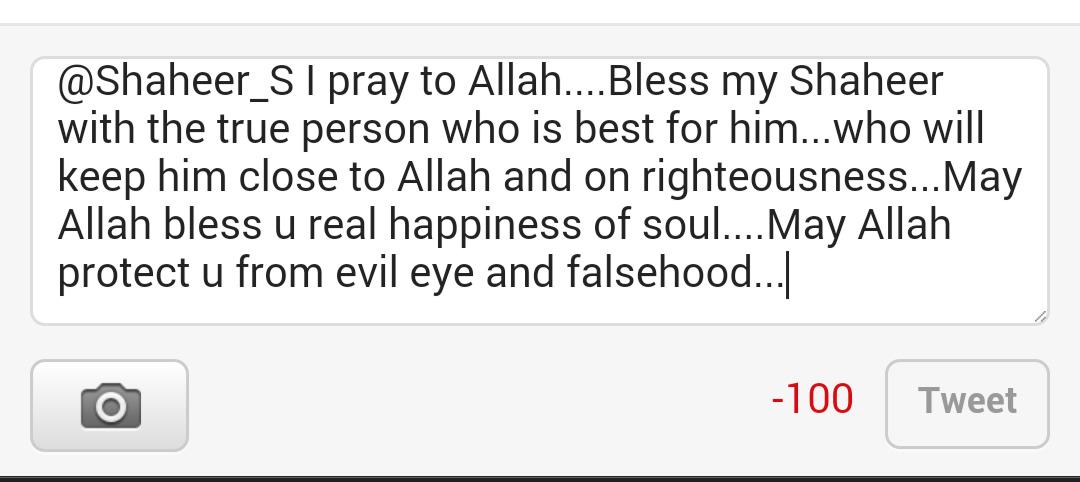 @Shaheer_S I pray to Allah....Bless my Shaheer
with the true person who is best for him...who will
keep him close to Allah and on righteousness...May
Allah bless u real happiness of soul....May Allah
protect u from evil eye and falsehood...
-100 Tweet